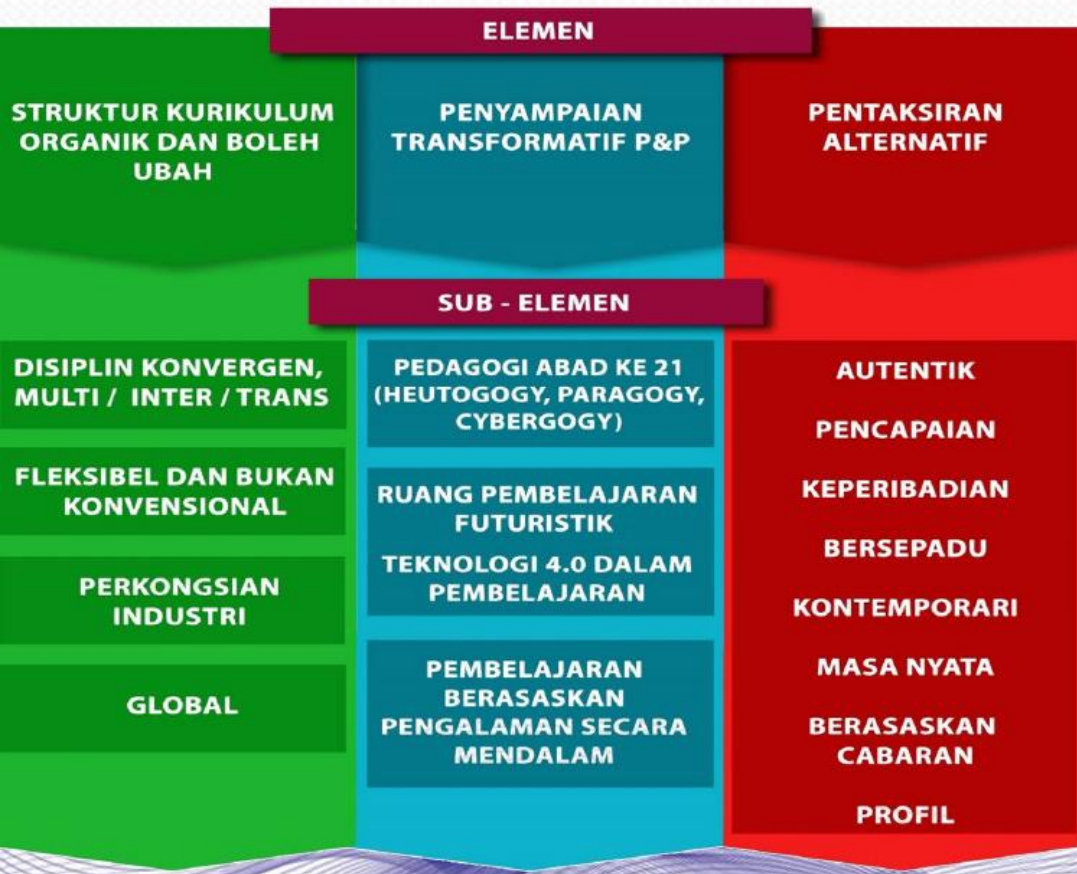 ELEMEN
STRUKTUR KURIKULUM
ORGANIK DAN BOLEH
UBAH
PENYAMPAIAN
TRANSFORMATIF P&P
PENTAKSIRAN
ALTERNATIF
SUB - ELEMEN
DISIPLIN KONVERGEN,
MULTI / INTER / TRANS
FLEKSIBEL DAN BUKAN
KONVENSIONAL
PERKONGSIAN
INDUSTRI
GLOBAL
PEDAGOGI ABAD KE 21
(HEUTOGOGY, PARAGOGY,
CYBERGOGY)
RUANG PEMBELAJARAN
FUTURISTIK
TEKNOLOGI 4.0 DALAM
PEMBELAJARAN
PEMBELAJARAN
BERASASKAN
PENGALAMAN SECARA
MENDALAM
AUTENTIK
PENCAPAIAN
KEPERIBADIAN
BERSEPADU
KONTEMPORARI
MASA NYATA
BERASASKAN
CABARAN
PROFIL